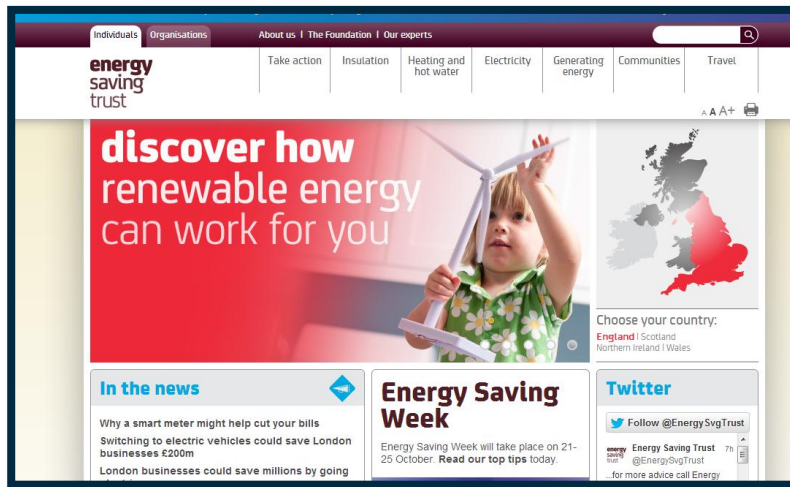 Individuals
Organisations
About us | The Foundation | Our experts
energy
saving
trust
Take action
Insulation
Heating and
hot water
Electricity
Generating
energy
Communities
Travel
A A A+
discover how
renewable energy
can work for you
Choose your country:
England | Scotland
Northern Ireland | Wales
In the news
Why a smart meter might help cut your bills
Switching to electric vehicles could save London
businesses £200m
London businesses could save millions by going
Energy Saving
Week
Energy Saving Week will take place on 21-
25 October. Read our top tips today.
Twitter
Follow @EnergySvgTrust
energy
saving
trust
Energy Saving Trust 7h
@EnergySvgTrust
...for more advice call Energy